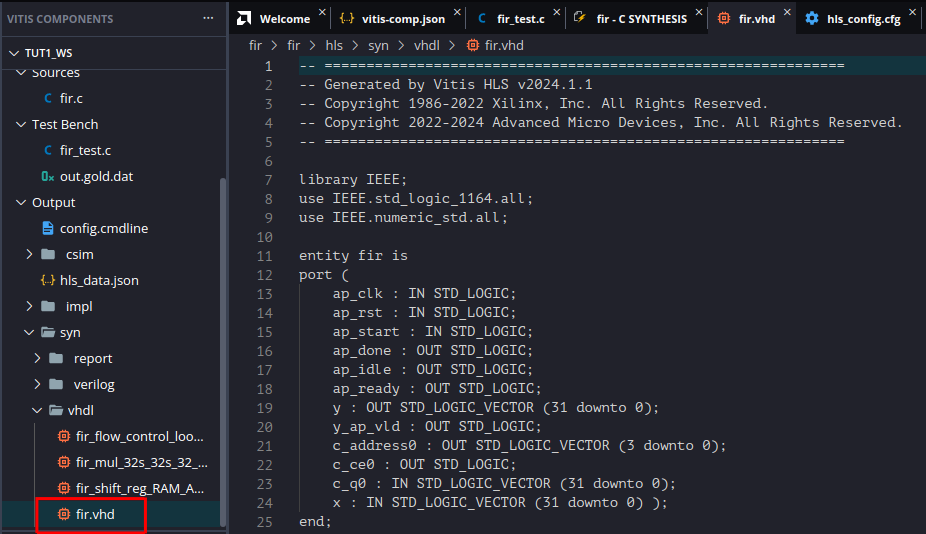 VITIS COMPONENTS ···
TUT1_WS
Sources
fir.c
Test Bench
fir_test.c
out.gold.dat
Output
config.cmdline
csim
hls_data.json
impl
syn
report
verilog
vhdl
fir_flow_control_loo...
fir_mul_32s_32s_32_...
fir_shift_reg_RAM_A...
fir.vhd
Welcome × vitis-comp.json × fir_test.c × fir - C SYNTHESIS × fir.vhd × hls_config.cfg ×
fir > fir > hls > syn > vhdl > fir.vhd
1 -- ==============================================================
2 -- Generated by Vitis HLS v2024.1.1
3 -- Copyright 1986-2022 Xilinx, Inc. All Rights Reserved.
4 -- Copyright 2022-2024 Advanced Micro Devices, Inc. All Rights Reserved.
5 -- ==============================================================
6
7 library IEEE;
8 use IEEE.std_logic_1164.all;
9 use IEEE.numeric_std.all;
10
11 entity fir is
12 port (
13 ap_clk : IN STD_LOGIC;
14 ap_rst : IN STD_LOGIC;
15 ap_start : IN STD_LOGIC;
16 ap_done : OUT STD_LOGIC;
17 ap_idle : OUT STD_LOGIC;
18 ap_ready : OUT STD_LOGIC;
19 y : OUT STD_LOGIC_VECTOR (31 downto 0);
20 y_ap_vld : OUT STD_LOGIC;
21 c_address0 : OUT STD_LOGIC_VECTOR (3 downto 0);
22 c_ce0 : OUT STD_LOGIC;
23 c_q0 : IN STD_LOGIC_VECTOR (31 downto 0);
24 x : IN STD_LOGIC_VECTOR (31 downto 0) );
25 end;